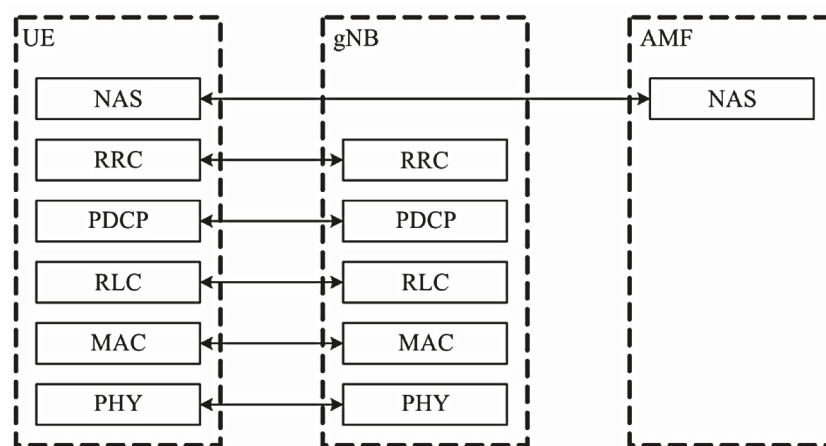 UE
gNB
AMF
NAS
NAS
RRC
RRC
PDCP
PDCP
RLC
RLC
MAC
MAC
PHY
PHY